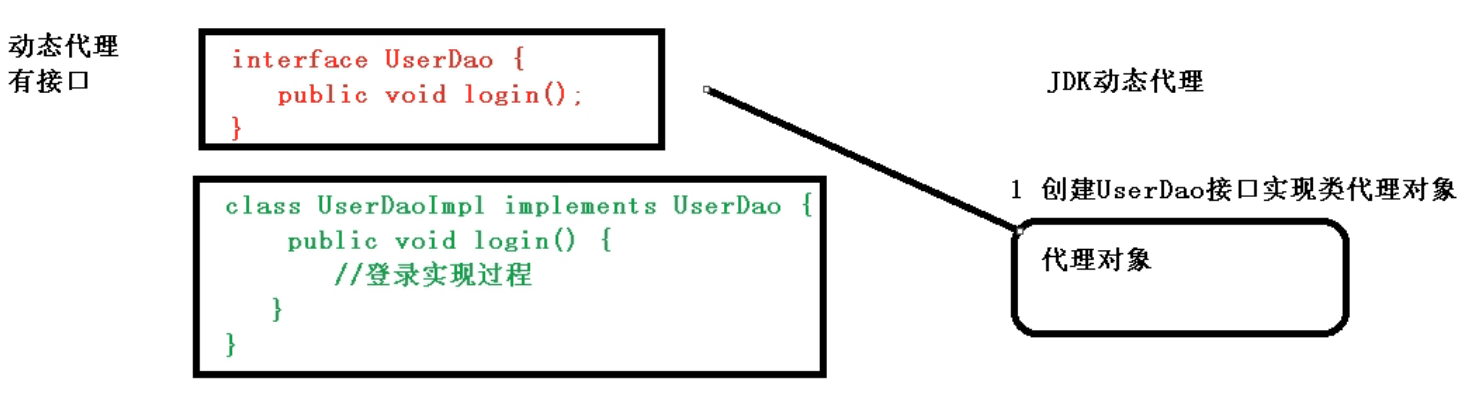 动态代理
有接口
interface UserDao {
public void login();
}
class UserDaoImpl implements UserDao {
public void login() {
//登录实现过程
}
}
JDK动态代理
1 创建UserDao接口实现类代理对象
代理对象